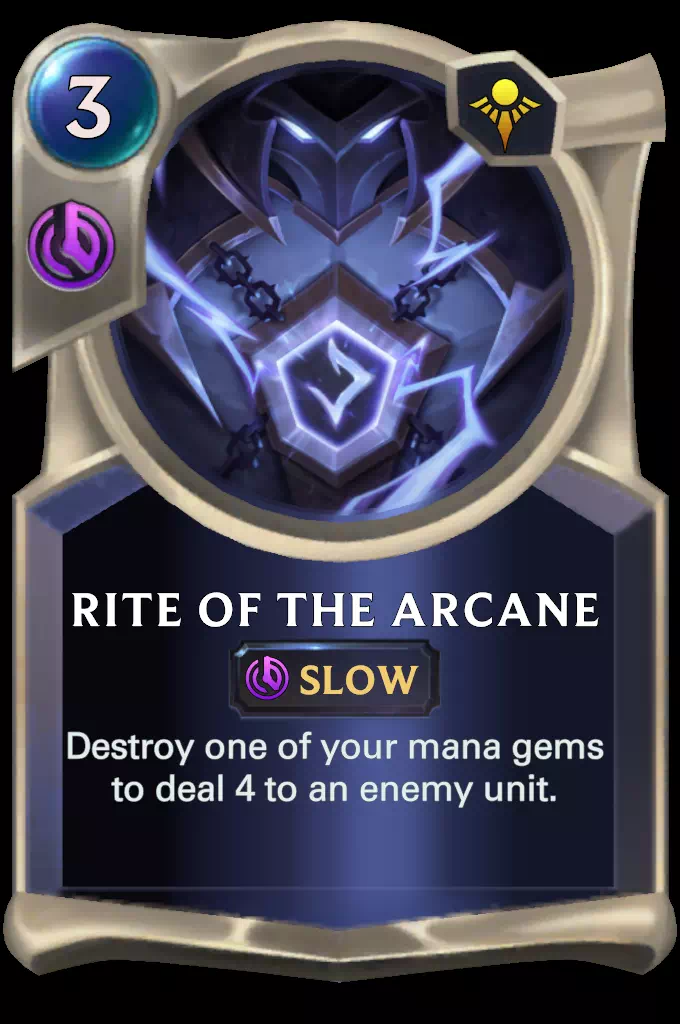 3
RITE OF THE ARCANE
SLOW
Destroy one of your mana gems
to deal 4 to an enemy unit.